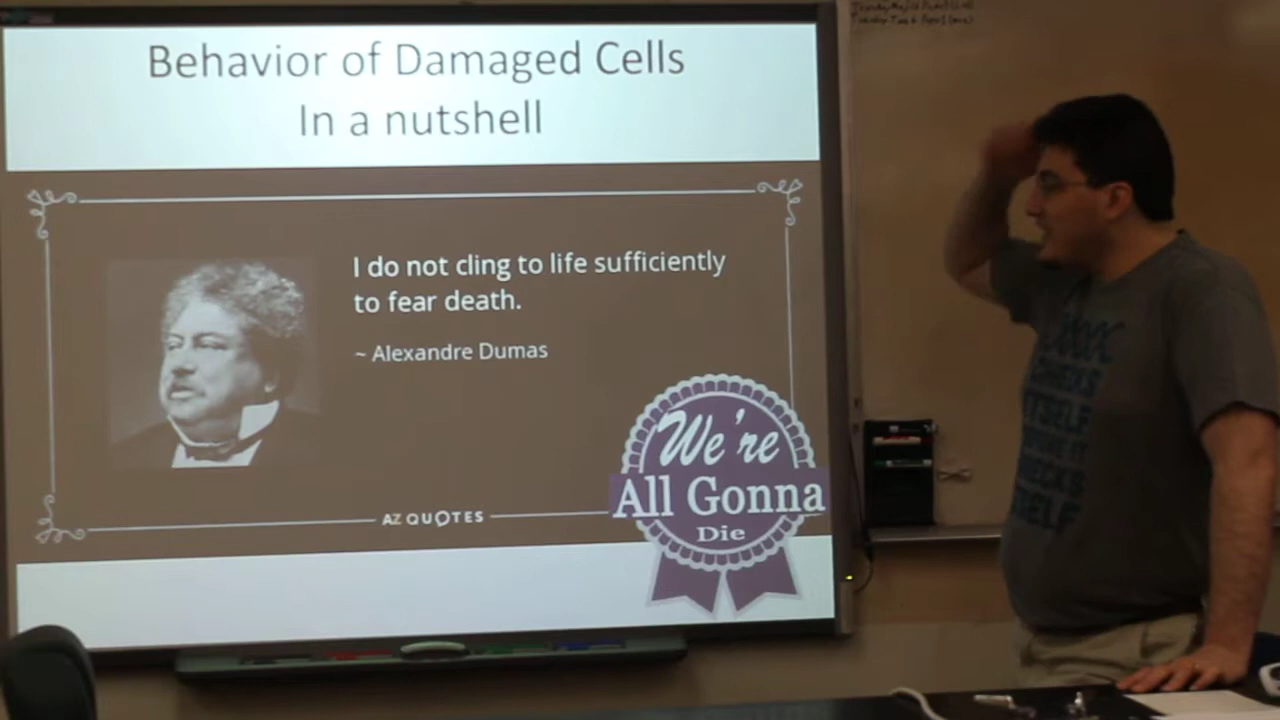 Behavior of Damaged Cells
In a nutshell
I do not cling to life sufficiently
to fear death.
~ Alexandre Dumas
We're
All Gonna
Die
AZ QUOTES
ITSELF